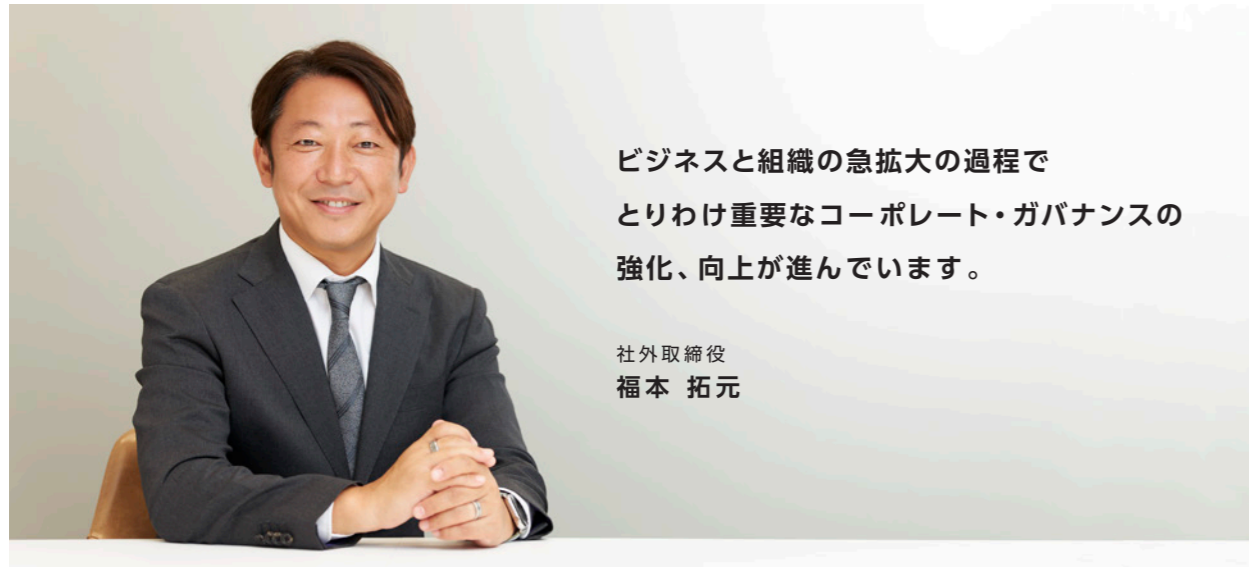 ビジネスと組織の急拡大の過程で
とりわけ重要なコーポレート・ガバナンスの
強化、向上が進んでいます。
社外取締役
福本 拓元